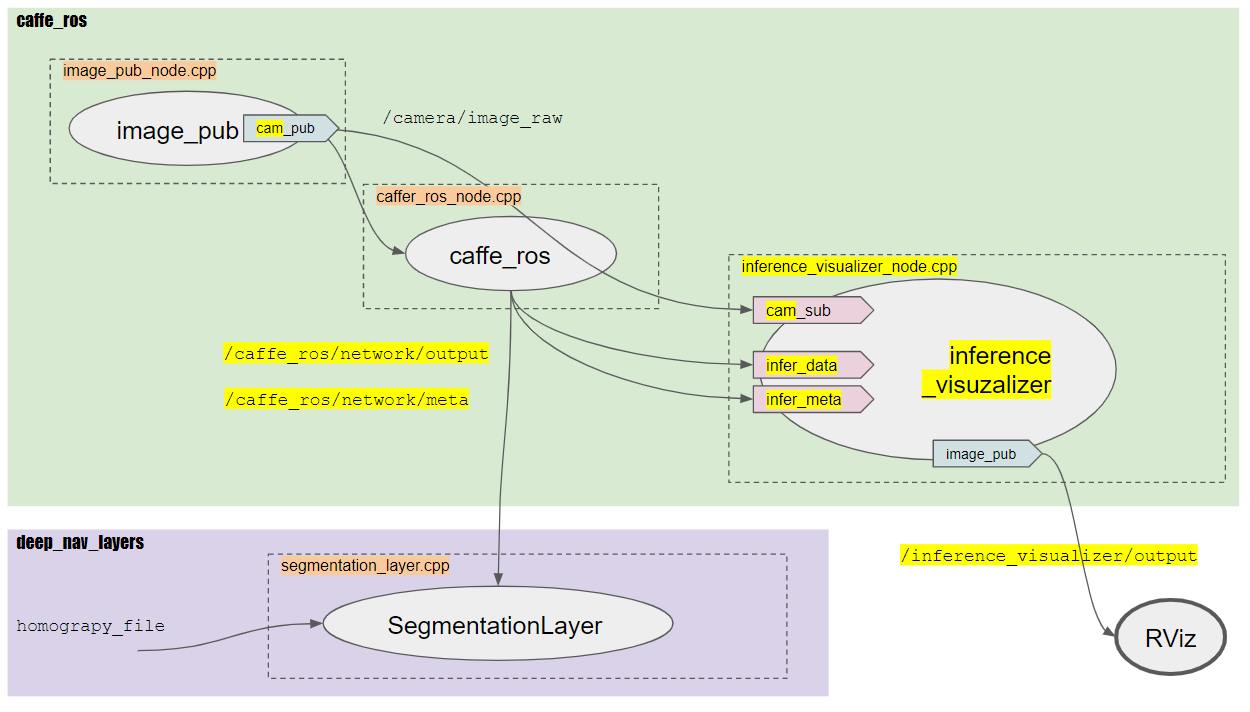 caffe_ros
image_pub_node.cpp
image_pub
cam_pub
/camera/image_raw
caffer_ros_node.cpp
caffe_ros
inference_visualizer_node.cpp
cam_sub
infer_data
infer_meta
inference
_visuzalizer
image_pub
/caffe_ros/network/output
/caffe_ros/network/meta
deep_nav_layers
segmentation_layer.cpp
homograpy_file
SegmentationLayer
/inference_visualizer/output
RViz